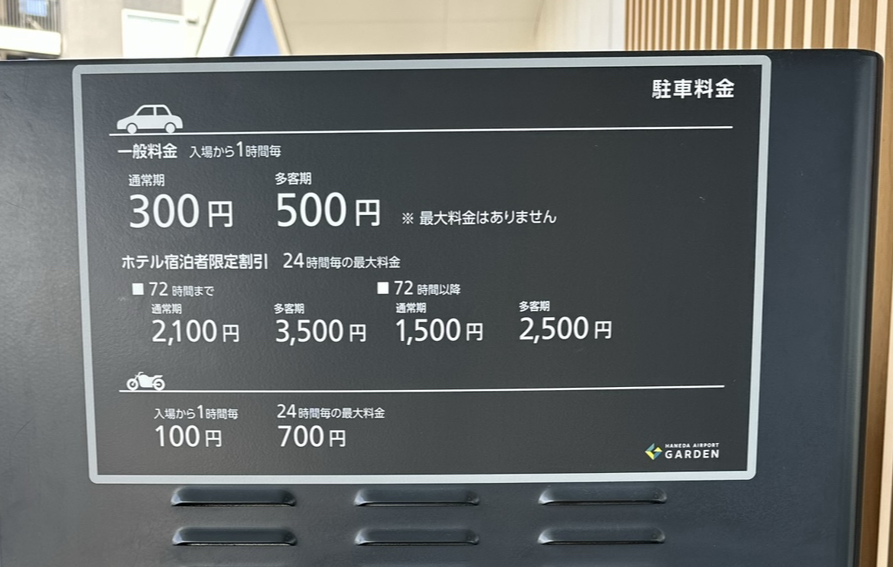 駐車料金
一般料金 入場から1時間毎
通常期 多客期
300円 500円 ※ 最大料金はありません
ホテル宿泊者限定割引 24時間毎の最大料金
■ 72時間まで ■ 72時間以降
通常期 多客期 通常期 多客期
2,100円 3,500円 1,500円 2,500円
入場から1時間毎 24時間毎の最大料金
100円 700円
HANEDA AIRPORT
GARDEN